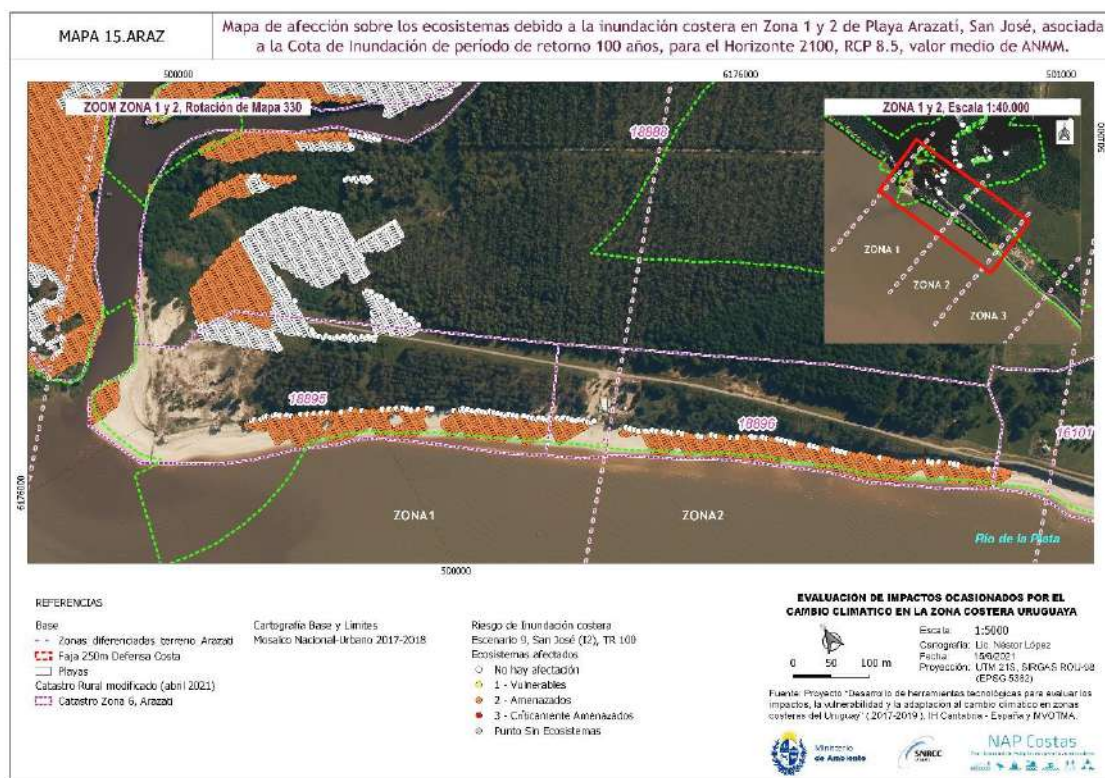 MAPA 15.ARAZ
Mapa de afección sobre los ecosistemas debido a la inundación costera en Zona 1 y 2 de Playa Arazatí, San José, asociada
a la Cota de Inundación de período de retorno 100 años, para el Horizonte 2100, RCP 8.5, valor medio de ANMM.
500000
6176000
501000
ZOOM ZONA 1 y 2, Rotación de Mapa 330
ZONA 1 y 2, Escala 1:40.000
501000
18988
ZONA 1
ZONA 2
ZONA 3
18895
18896
16101
6176000
ZONA1
ZONA2
Río de la Plata
500000
REFERENCIAS
Base
Zonas diferenciadas terreno Arazatí
Faja 250m Defensa Costa
Playas
Catastro Rural modificado (abril 2021)
Catastro Zona 6, Arazatí
Cartografía Base y Límites
Mosaico Nacional-Urbano 2017-2018
Riesgo de Inundación costera
Escenario 9, San José (I2), TR 100
Ecosistemas afectados
No hay afectación
1 - Vulnerables
2 - Amenazados
3 - Críticamente Amenazados
Punto Sin Ecosistemas
EVALUACIÓN DE IMPACTOS OCASIONADOS POR EL
CAMBIO CLIMATICO EN LA ZONA COSTERA URUGUAYA
0 50 100 m
Escala: 1:5000
Cartografía: Lic. Néstor López
Fecha:
Proyección: UTM 21S, SIRGAS ROU-98
(EPSG 5382)
Fuente: Proyecto "Desarrollo de herramientas tecnológicas para evaluar los
impactos, la vulnerabilidad y la adaptación al cambio climático en zonas
costeras del Uruguay" (2017-2019), IH Cantabria - España y MVOTMA.
Ministerio
de Ambiente
SNRCC
NAP Costas